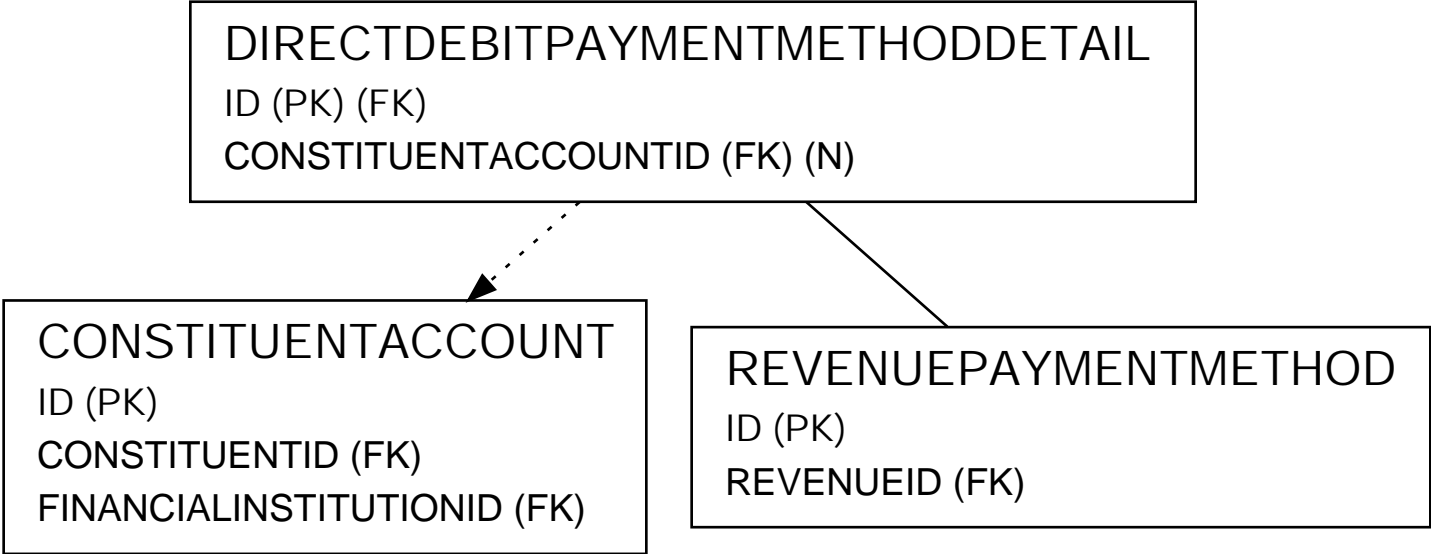 DIRECTDEBITPAYMENTMETHODDETAIL
ID (PK) (FK)
CONSTITUENTACCOUNTID (FK) (N)
CONSTITUENTACCOUNT
ID (PK)
CONSTITUENTID (FK)
FINANCIALINSTITUTIONID (FK)
REVENUEPAYMENTMETHOD
ID (PK)
REVENUEID (FK)